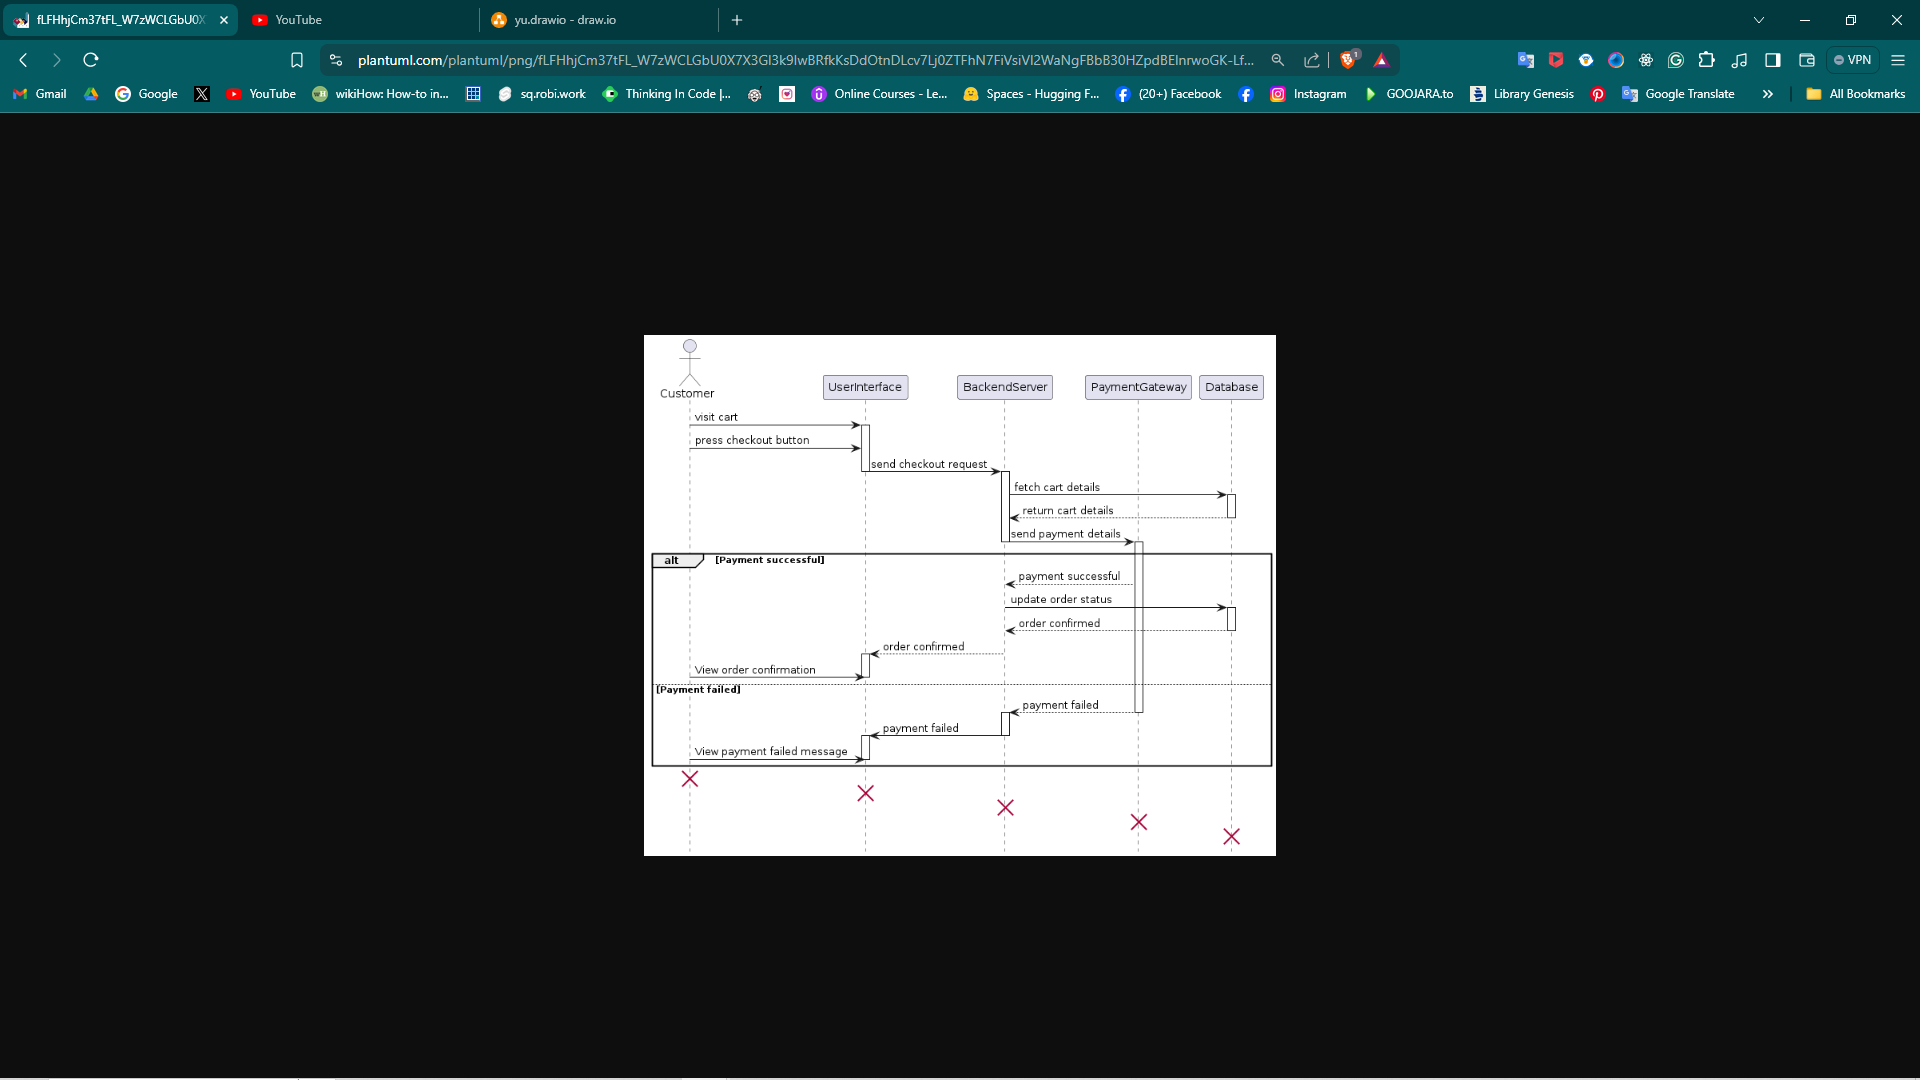 fLFHhjCm37tFL_W7zWCLGbU0X
YouTube
yu.drawio - draw.io
plantuml.com/plantuml/png/fLFHhjCm37tFL_W7zWCLGbU0X7X3GI3k9lwBRfkKsDdOtnDLcv7Lj0ZTFhN7FiVsiVI2WaNgFBbB30HZpdBEInrwoGK-Lf...
1
VPN
Gmail
Google
YouTube
wikiHow: How-to in...
sq.robi.work
Thinking In Code |...
Online Courses - Le...
Spaces - Hugging F...
(20+) Facebook
Instagram
GOOJARA.to
Library Genesis
Google Translate
All Bookmarks
Customer
UserInterface
BackendServer
PaymentGateway
Database
visit cart
press checkout button
send checkout request
fetch cart details
return cart details
send payment details
alt
[Payment successful]
payment successful
update order status
order confirmed
order confirmed
View order confirmation
[Payment failed]
payment failed
payment failed
View payment failed message